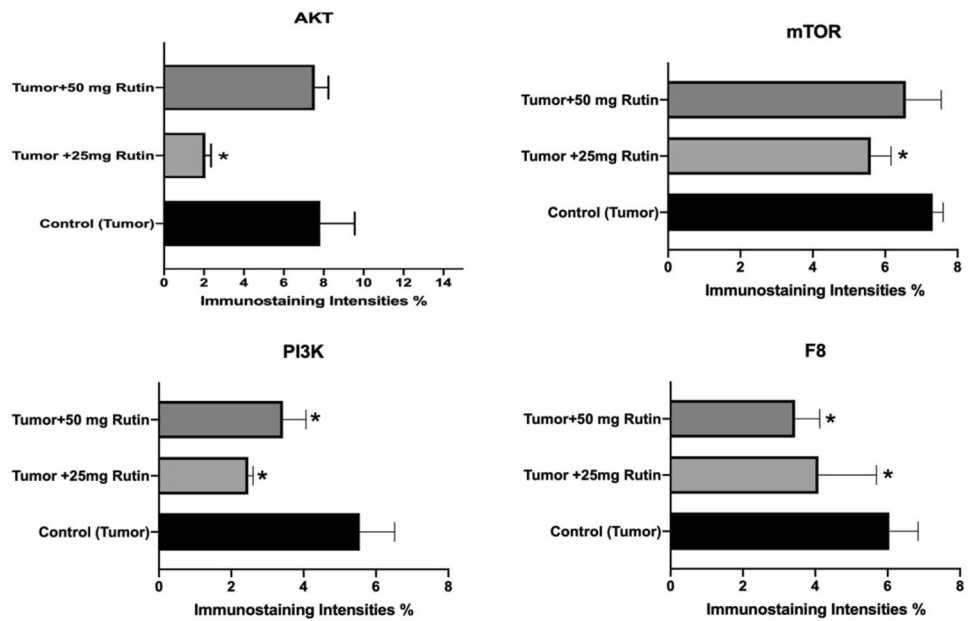 AKT
Tumor+50 mg Rutin
Tumor +25mg Rutin
*
Control (Tumor)
0 2 4 6 8 10 12 14
Immunostaining Intensities %
mTOR
Tumor+50 mg Rutin
Tumor +25mg Rutin
*
Control (Tumor)
0 2 4 6 8
Immunostaining Intensities %
PI3K
Tumor+50 mg Rutin
*
Tumor +25mg Rutin
*
Control (Tumor)
0 2 4 6 8
Immunostaining Intensities %
F8
Tumor+50 mg Rutin
*
Tumor +25mg Rutin
*
Control (Tumor)
0 2 4 6 8
Immunostaining Intensities %